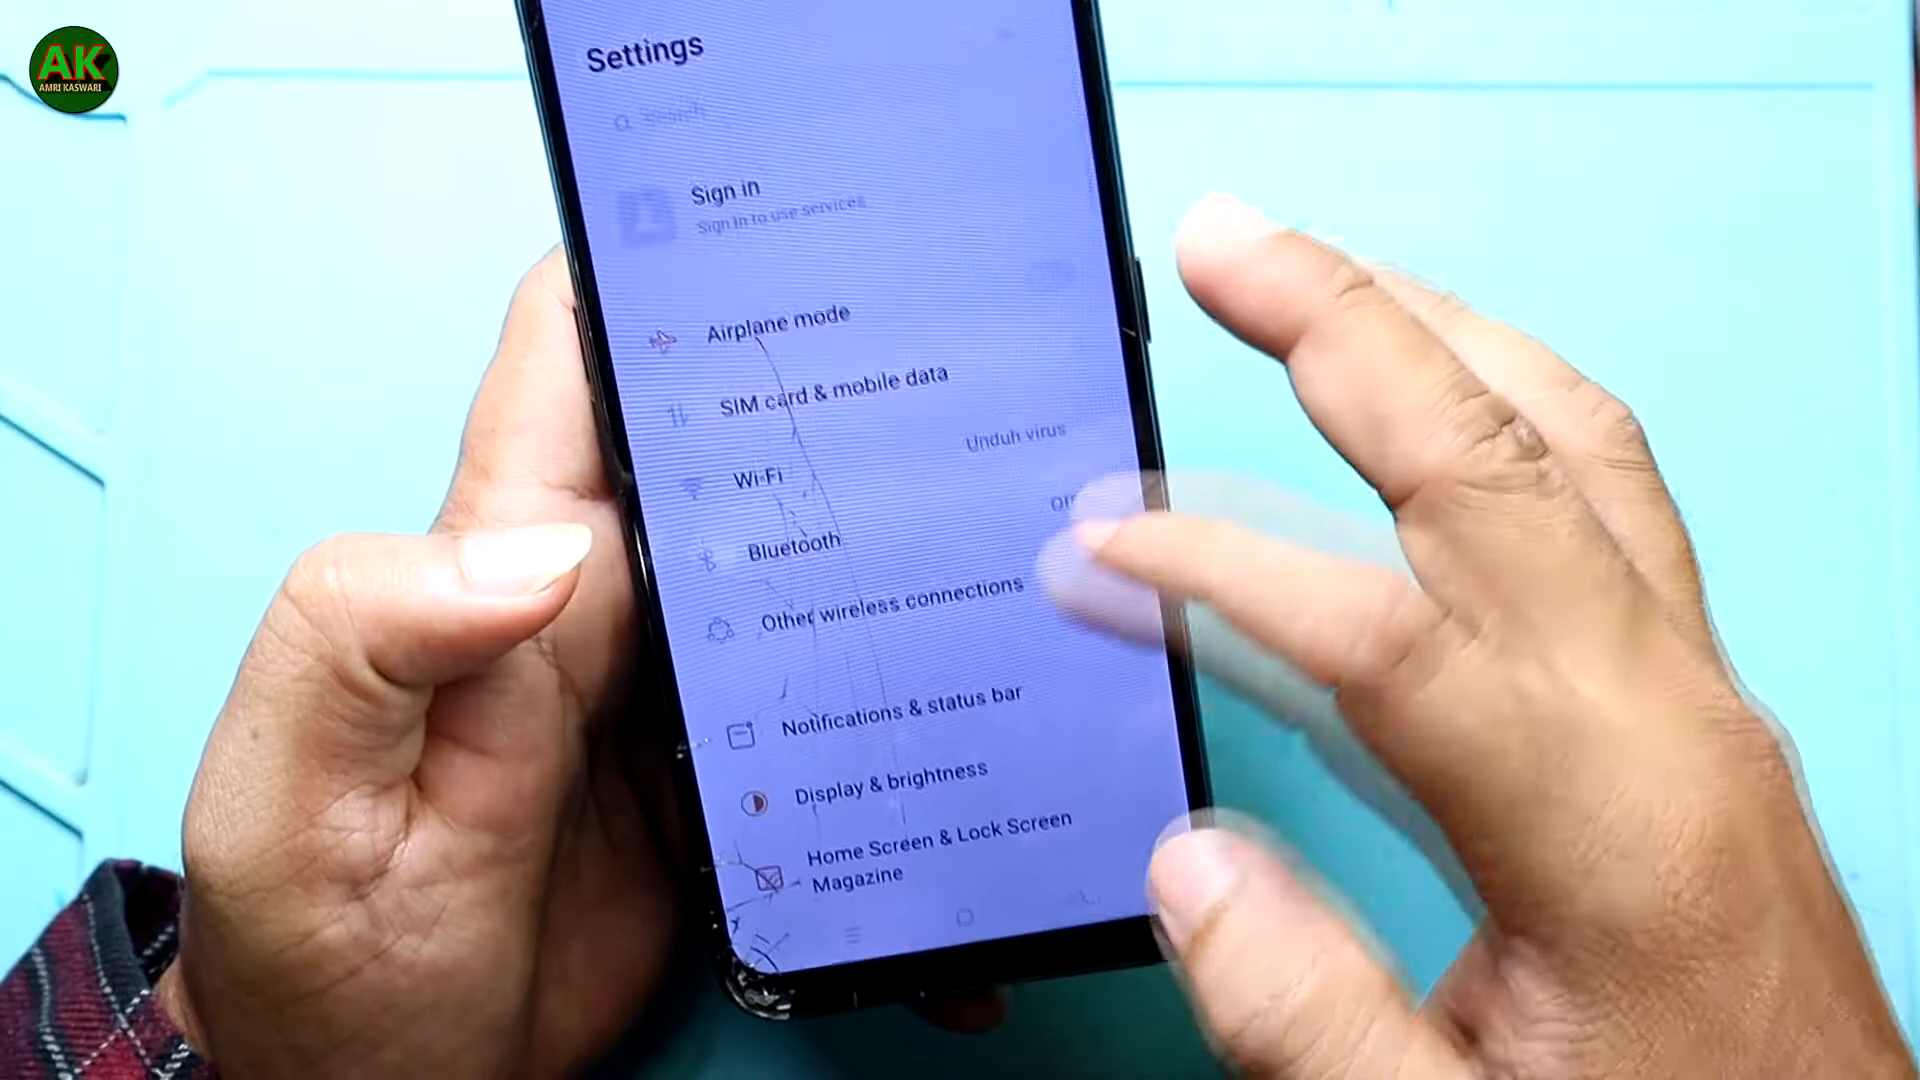 AK
AMRI KASWARI
Settings
Search
Sign in
Sign in to use services
Airplane mode
SIM card & mobile data
Wi-Fi
Unduh virus
Bluetooth
Other wireless connections
Notifications & status bar
Display & brightness
Home Screen & Lock Screen
Magazine